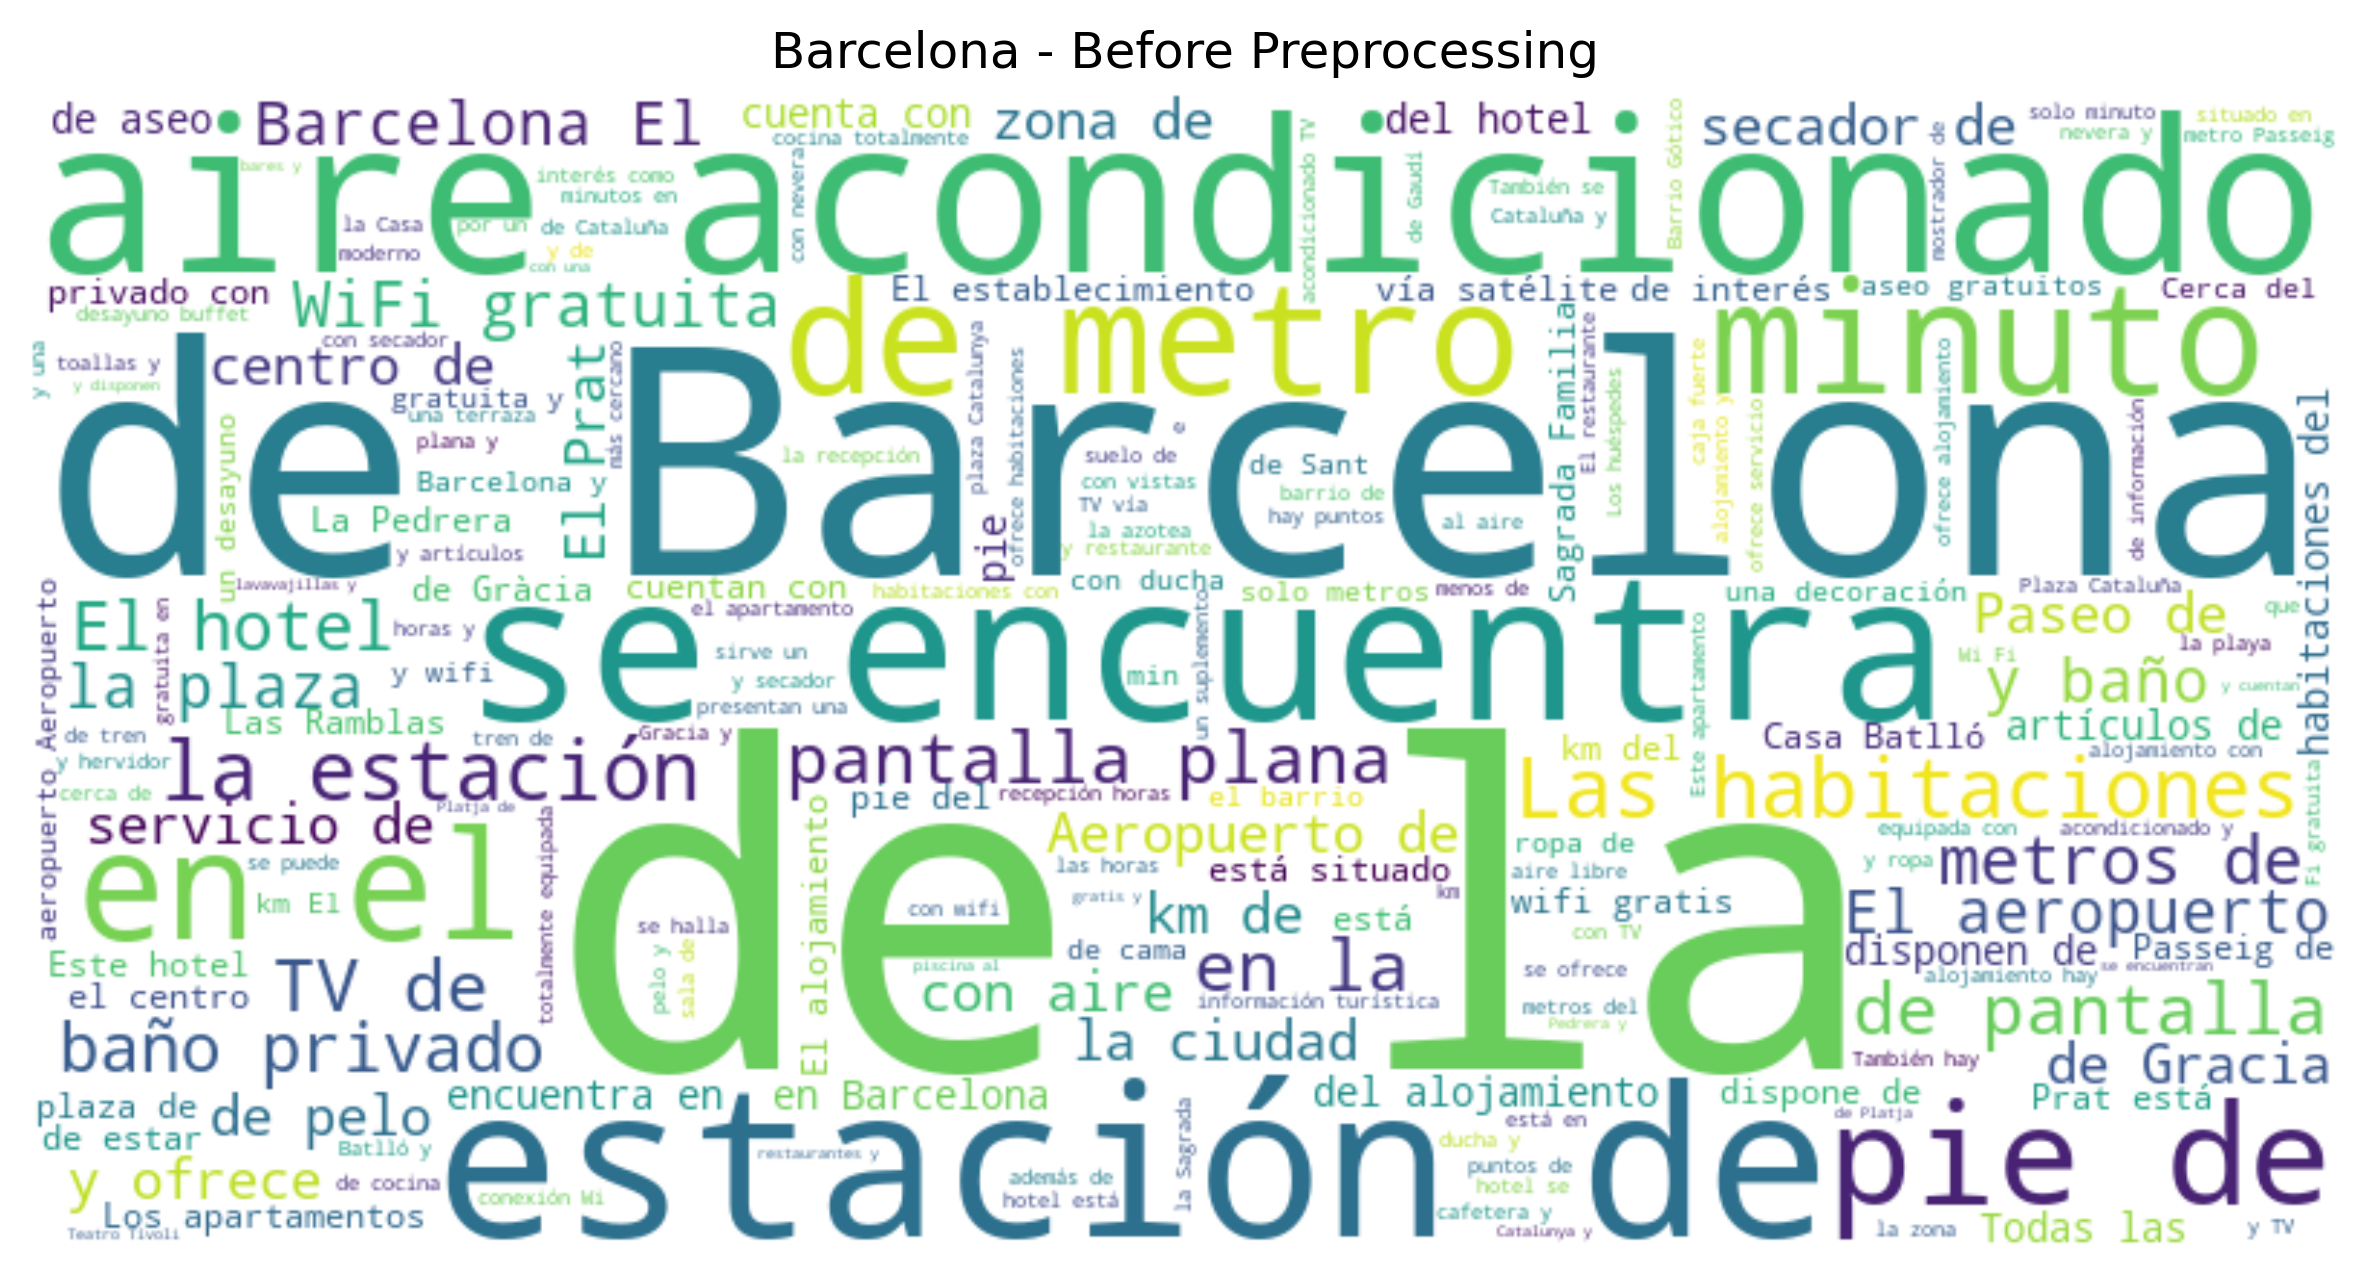 Barcelona - Before Preprocessing
de aseo
Barcelona El
cuenta con
cocina totalmente
zona de
del hotel
secador de
solo minuto
nevera y
situado en
metro Passeig
aire acondicionado
bares y
interés como
minutos en
la Casa
moderno
por un
de Cataluña
y de
con una
con nevera
acondicionado TV
de Gaudí
También se
Cataluña y
Barrio Gótico
mostrador de
privado con
desayuno buffet
WiFi gratuita
El establecimiento
vía satélite
de interés
aseo gratuitos
Cerca del
de metro
minuto
y una
toallas y
y disponen
centro de
con secador
gratuita y
una terraza
plana y
El Prat
más cercano
de Barcelona
un desayuno
Barcelona y
La Pedrera
y artículos
la recepción
plaza Catalunya
pie
ofrece habitaciones
suelo de
e
con vistas
TV vía
la azotea
y restaurante
de Sant
barrio de
hay puntos
al aire
Sagrada Familia
El restaurante
Los huéspedes
caja fuerte
alojamiento y
ofrece servicio
ofrece alojamiento
de información
habitaciones del
lavavajillas y
de Gràcia
cuentan con
el apartamento
habitaciones con
con ducha
solo metros
menos de
una decoración
Plaza Cataluña
aeropuerto Aeropuerto
gratuita en
El hotel
horas y
la plaza
y wifi
se encuentra
sirve un
y secador
presentan una
min
un suplemento
Este apartamento
Paseo de
que
la playa
Wi Fi
y baño
y cuentan
Las Ramblas
artículos de
de tren
y hervidor
cerca de
tren de
Gracia y
la estación
Platja de
pantalla plana
Casa Batlló
km del
alojamiento con
Las habitaciones
Fi gratuita
pie del
recepción horas
el barrio
servicio de
totalmente equipada
El alojamiento
Aeropuerto de
ropa de
equipada con
acondicionado y
en el
se puede
km El
de la
las horas
está situado
km
aire libre
y ropa
metros de
gratis y
con wifi
se halla
km de
está
wifi gratis
con TV
El aeropuerto
disponen de
Passeig de
Este hotel
el centro
TV de
pelo y
sala de
piscina al
de cama
en la
con aire
información turística
se ofrece
metros del
Pedrera y
alojamiento hay
se encuentran
de pantalla
baño privado
la ciudad
También hay
de Gracia
plaza de
de estar
de pelo
encuentra en
en Barcelona
del alojamiento
dispone de
Prat está
Batlló y
estación de
la Sagrada
está en
ducha y
de Platja
pie de
restaurantes y
puntos de
hotel se
y ofrece
de cocina
conexión Wi
además de
hotel está
cafetera y
Los apartamentos
Teatro Tívoli
Catalunya y
la zona
Todas las
y TV